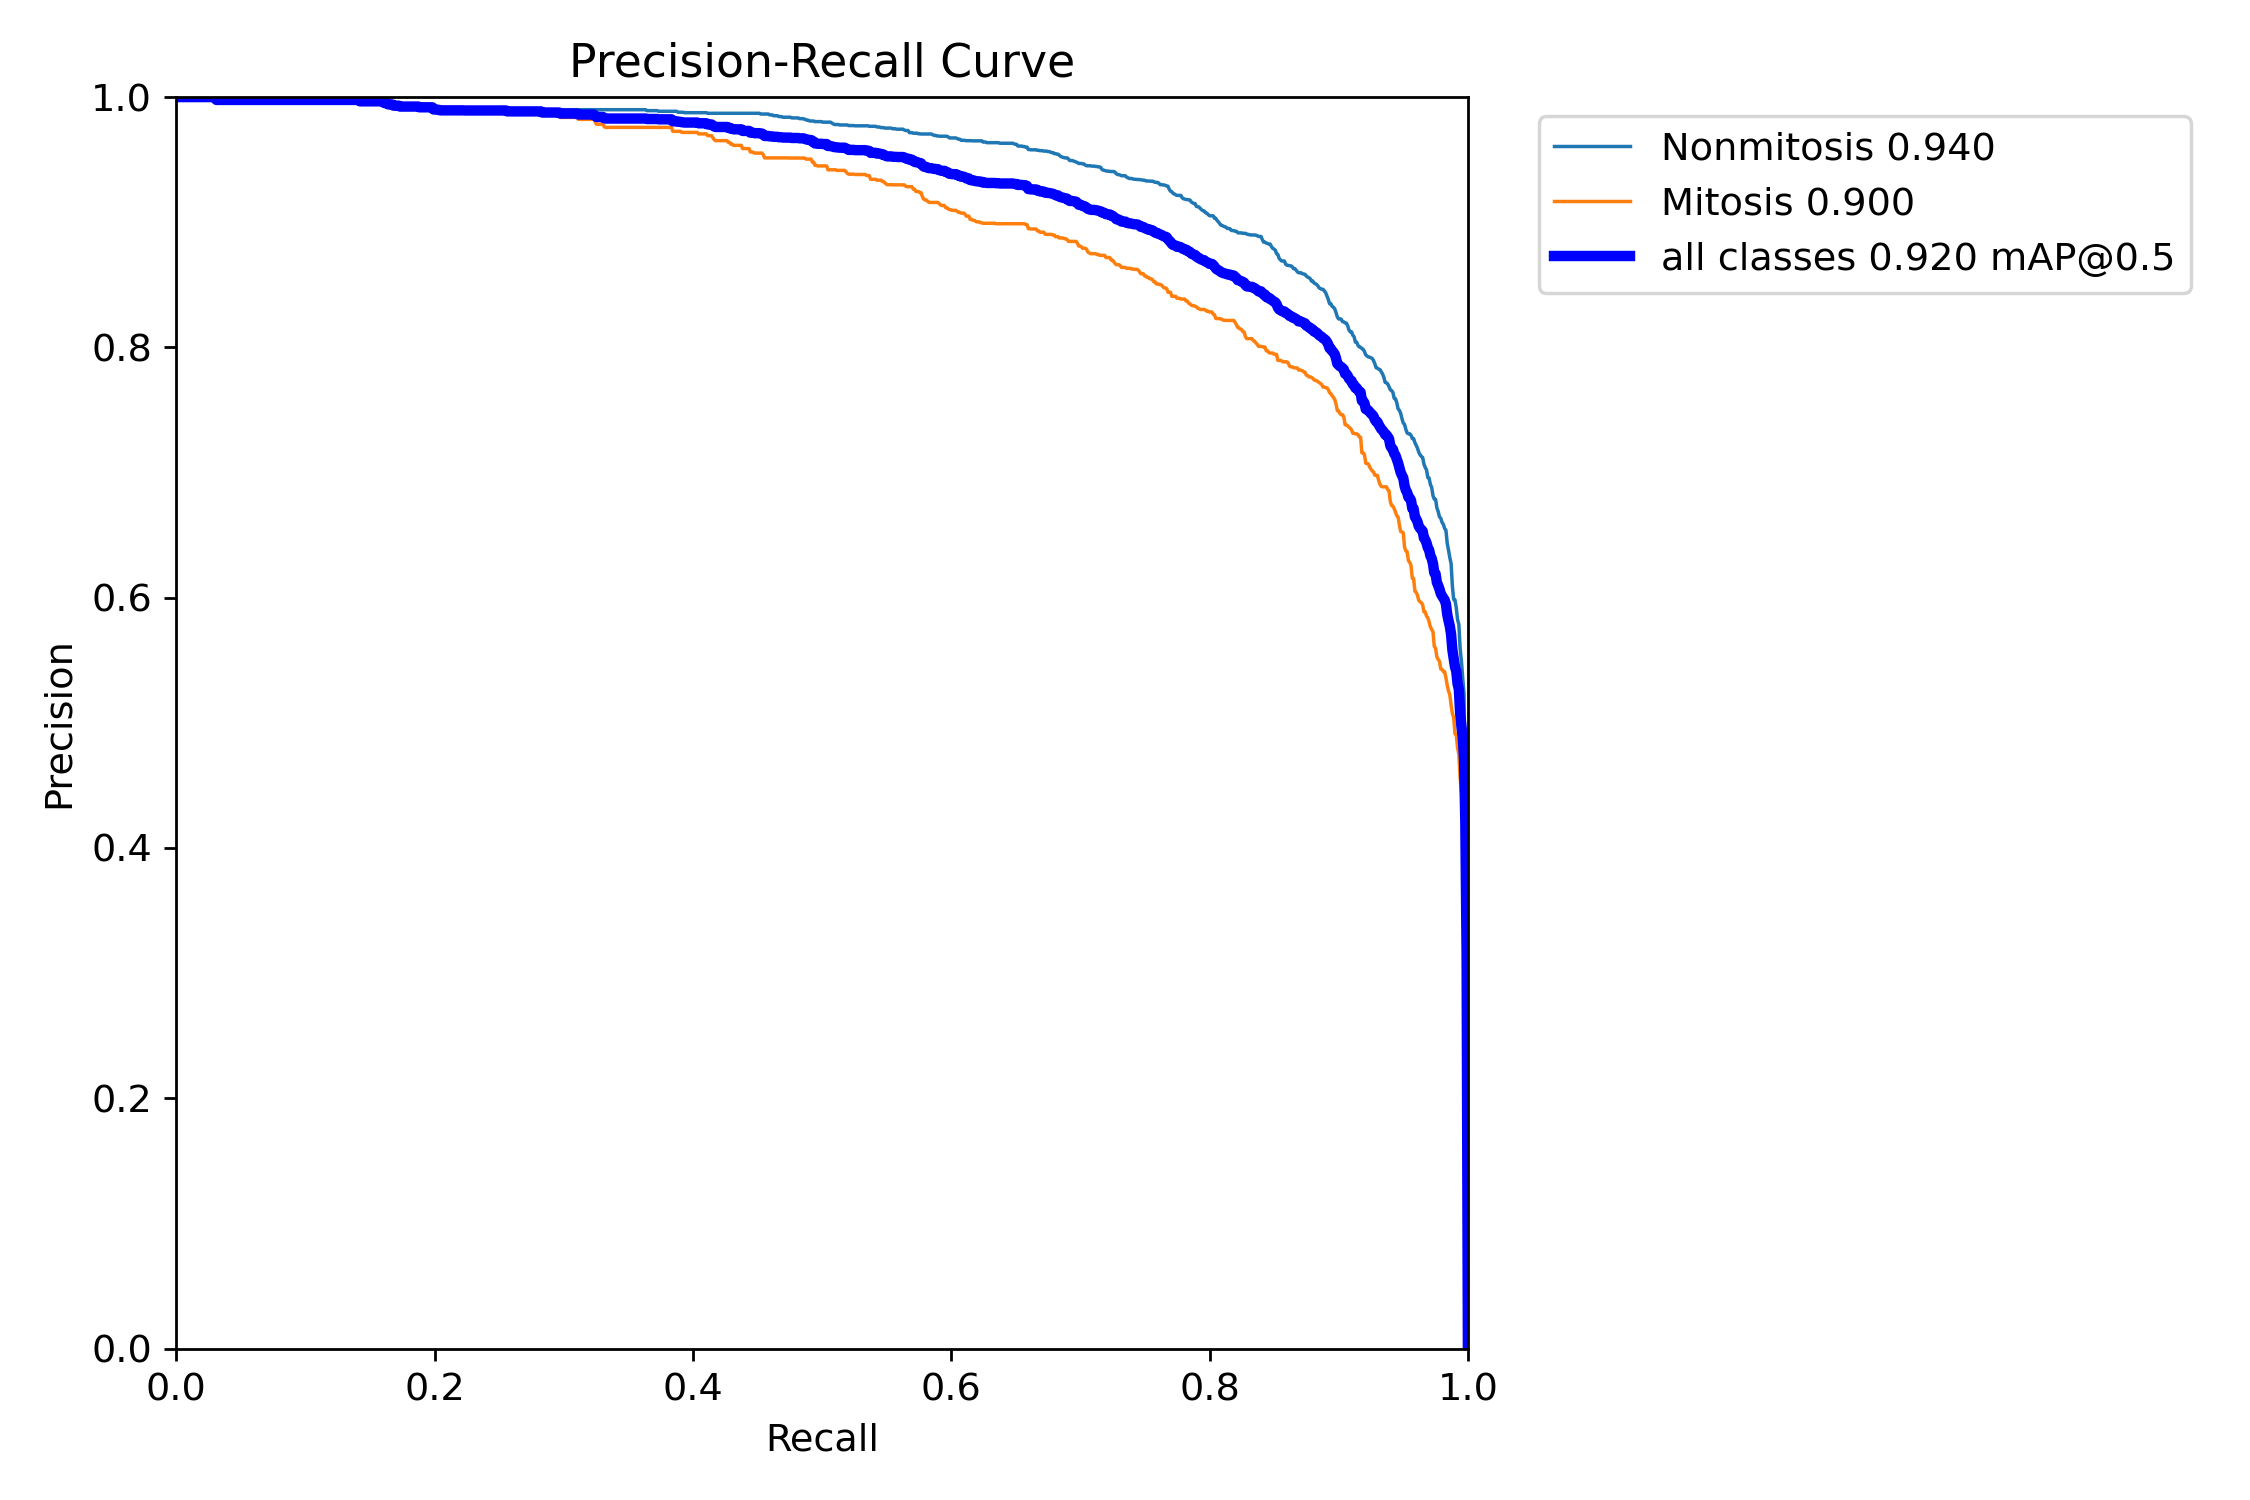 Precision-Recall Curve
1.0
0.8
0.6
0.4
0.2
0.0
Precision
0.0 0.2 0.4 0.6 0.8 1.0
Recall
Nonmitosis 0.940
Mitosis 0.900
all classes 0.920 mAP@0.5